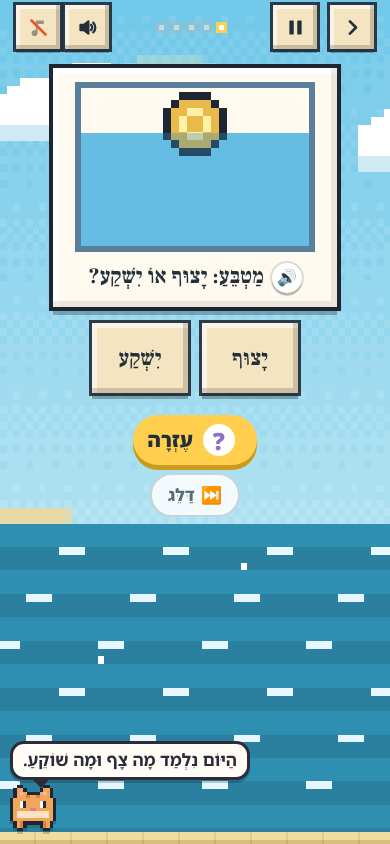 מַטְבֵּעַ: יָצוּף אוֹ יִשְׁקַע?
יָצוּף
יִשְׁקַע
עֶזְרָה ?
דַּלֵּג
הַיּוֹם נִלְמַד מָה צָף וּמָה שׁוֹקֵעַ.